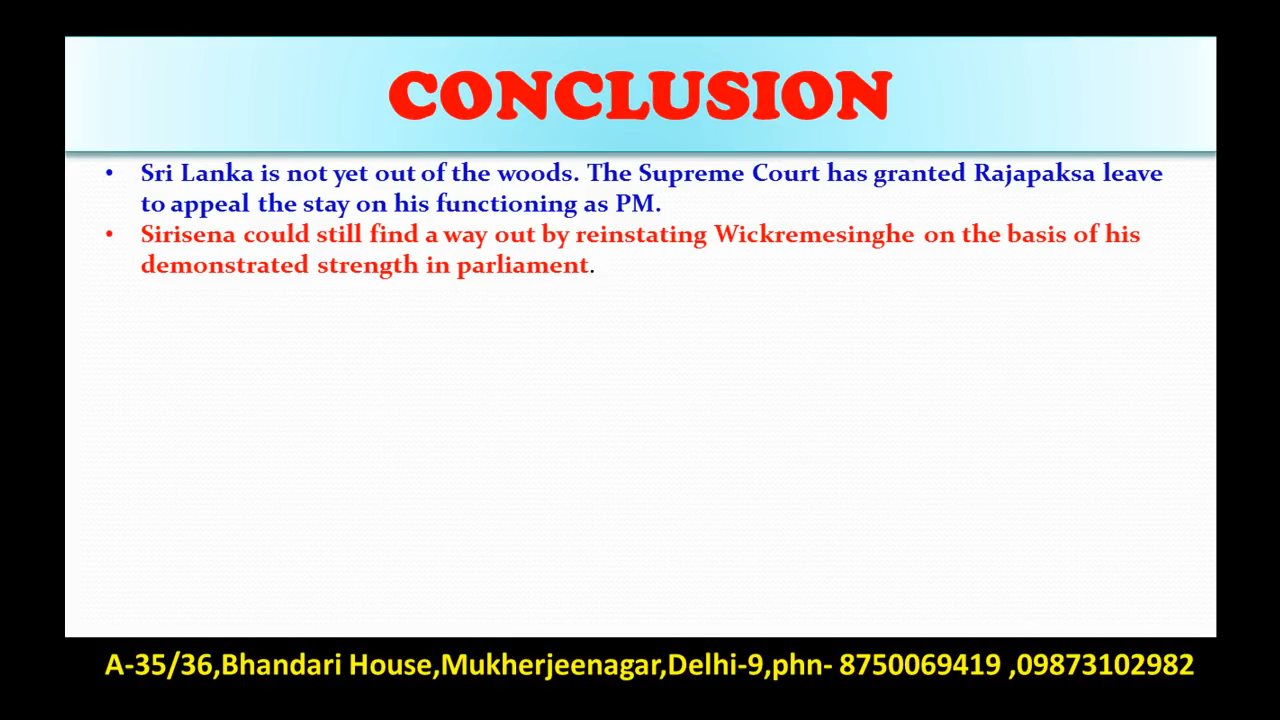 CONCLUSION
• Sri Lanka is not yet out of the woods. The Supreme Court has granted Rajapaksa leave
to appeal the stay on his functioning as PM.
• Sirisena could still find a way out by reinstating Wickremesinghe on the basis of his
demonstrated strength in parliament.
A-35/36,Bhandari House,Mukherjeenagar,Delhi-9,phn- 8750069419 ,09873102982